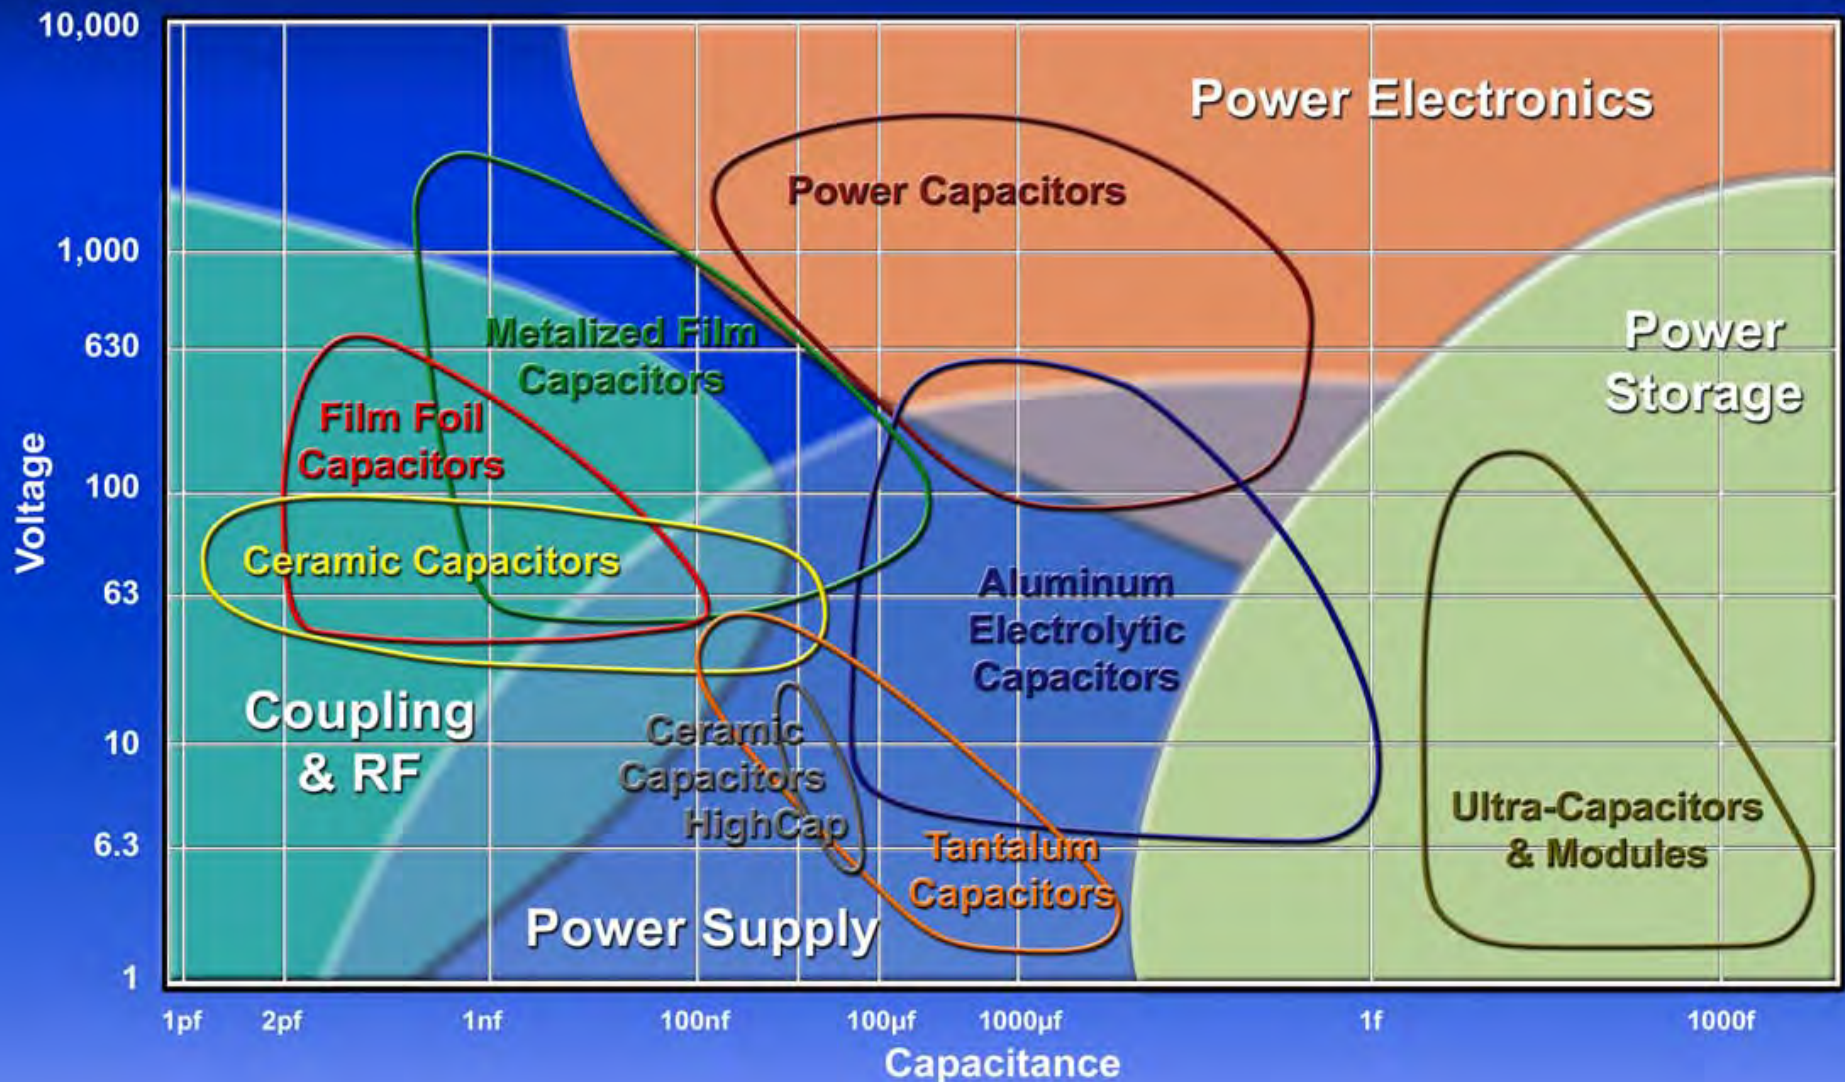 10,000
1,000
630
100
63
10
6.3
1
Voltage
Power Electronics
Power Capacitors
Power
Storage
Metalized Film
Capacitors
Film Foil
Capacitors
Ceramic Capacitors
Aluminum
Electrolytic
Capacitors
Coupling
& RF
Ceramic
Capacitors
HighCap
Tantalum
Capacitors
Ultra-Capacitors
& Modules
Power Supply
1pf
2pf
1nf
100nf
100µf
1000µf
1f
1000f
Capacitance